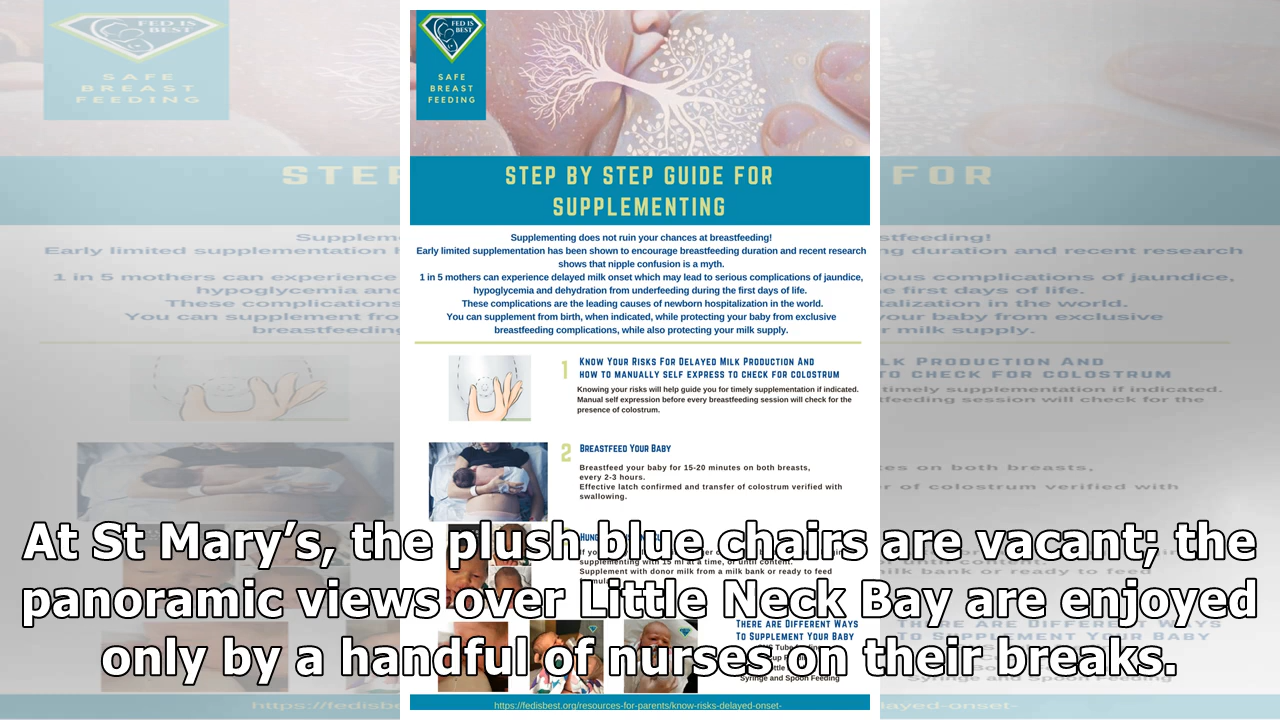 FED IS
BEST
SAFE
BREAST
FEEDING
STEP BY STEP GUIDE FOR
SUPPLEMENTING
Supplementing does not ruin your chances at breastfeeding!
Early limited supplementation has been shown to encourage breastfeeding duration and recent research
shows that nipple confusion is a myth.
1 in 5 mothers can experience delayed milk onset which may lead to serious complications of jaundice,
hypoglycemia and dehydration from underfeeding during the first days of life.
These complications are the leading causes of newborn hospitalization in the world.
You can supplement from birth, when indicated, while protecting your baby from exclusive
breastfeeding complications, while also protecting your milk supply.
1
KNOW YOUR RISKS FOR DELAYED MILK PRODUCTION AND
HOW TO MANUALLY SELF EXPRESS TO CHECK FOR COLOSTRUM
Knowing your risks will help guide you for timely supplementation if indicated.
Manual self expression before every breastfeeding session will check for the
presence of colostrum.
2
BREASTFEED YOUR BABY
Breastfeed your baby for 15-20 minutes on both breasts,
every 2-3 hours.
Effective latch confirmed and transfer of colostrum verified with
swallowing.
supplementing with 15 ml at a time, or until content.
Supplement with donor milk from a milk bank or ready to feed
THERE ARE DIFFERENT WAYS
TO SUPPLEMENT YOUR BABY
Syringe and Spoon Feeding
https://fedisbest.org/resources-for-parents/know-risks-delayed-onset-
At St Mary’s, the plush blue chairs are vacant; the
panoramic views over Little Neck Bay are enjoyed
only by a handful of nurses on their breaks.